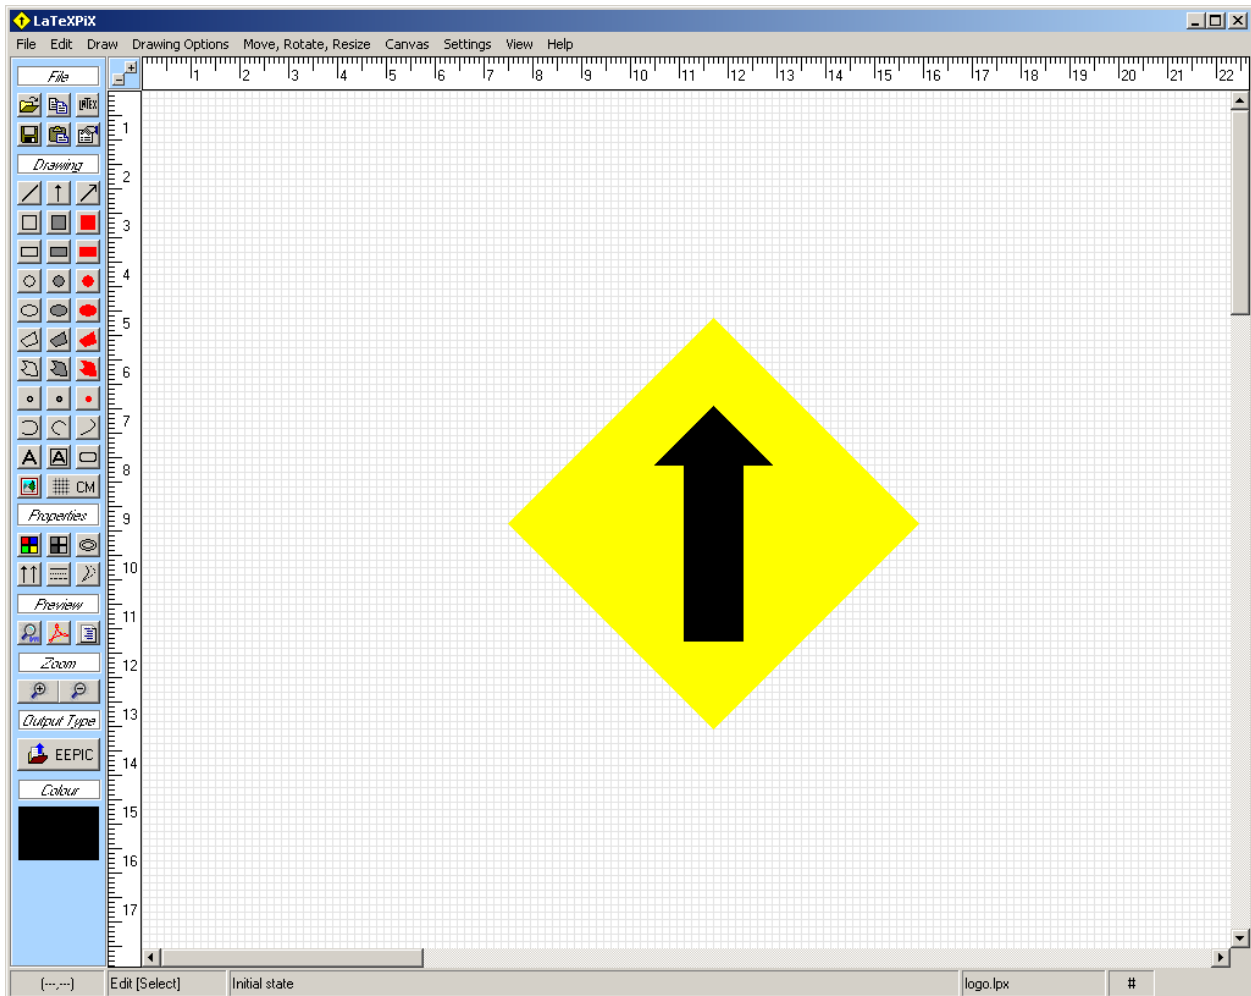 LaTeXPiX
File Edit Draw Drawing Options Move, Rotate, Resize Canvas Settings View Help
File
1 2 3 4 5 6 7 8 9 10 11 12 13 14 15 16 17 18 19 20 21 22
LATEX
1
Drawing
2
3
4
5
6
7
A A
8
CM
Properties
9
10
Preview
11
Zoom
12
Output Type
13
EEPIC
14
Colour
15
16
17
(---,---) Edit [Select] Initial state logo.lpx #